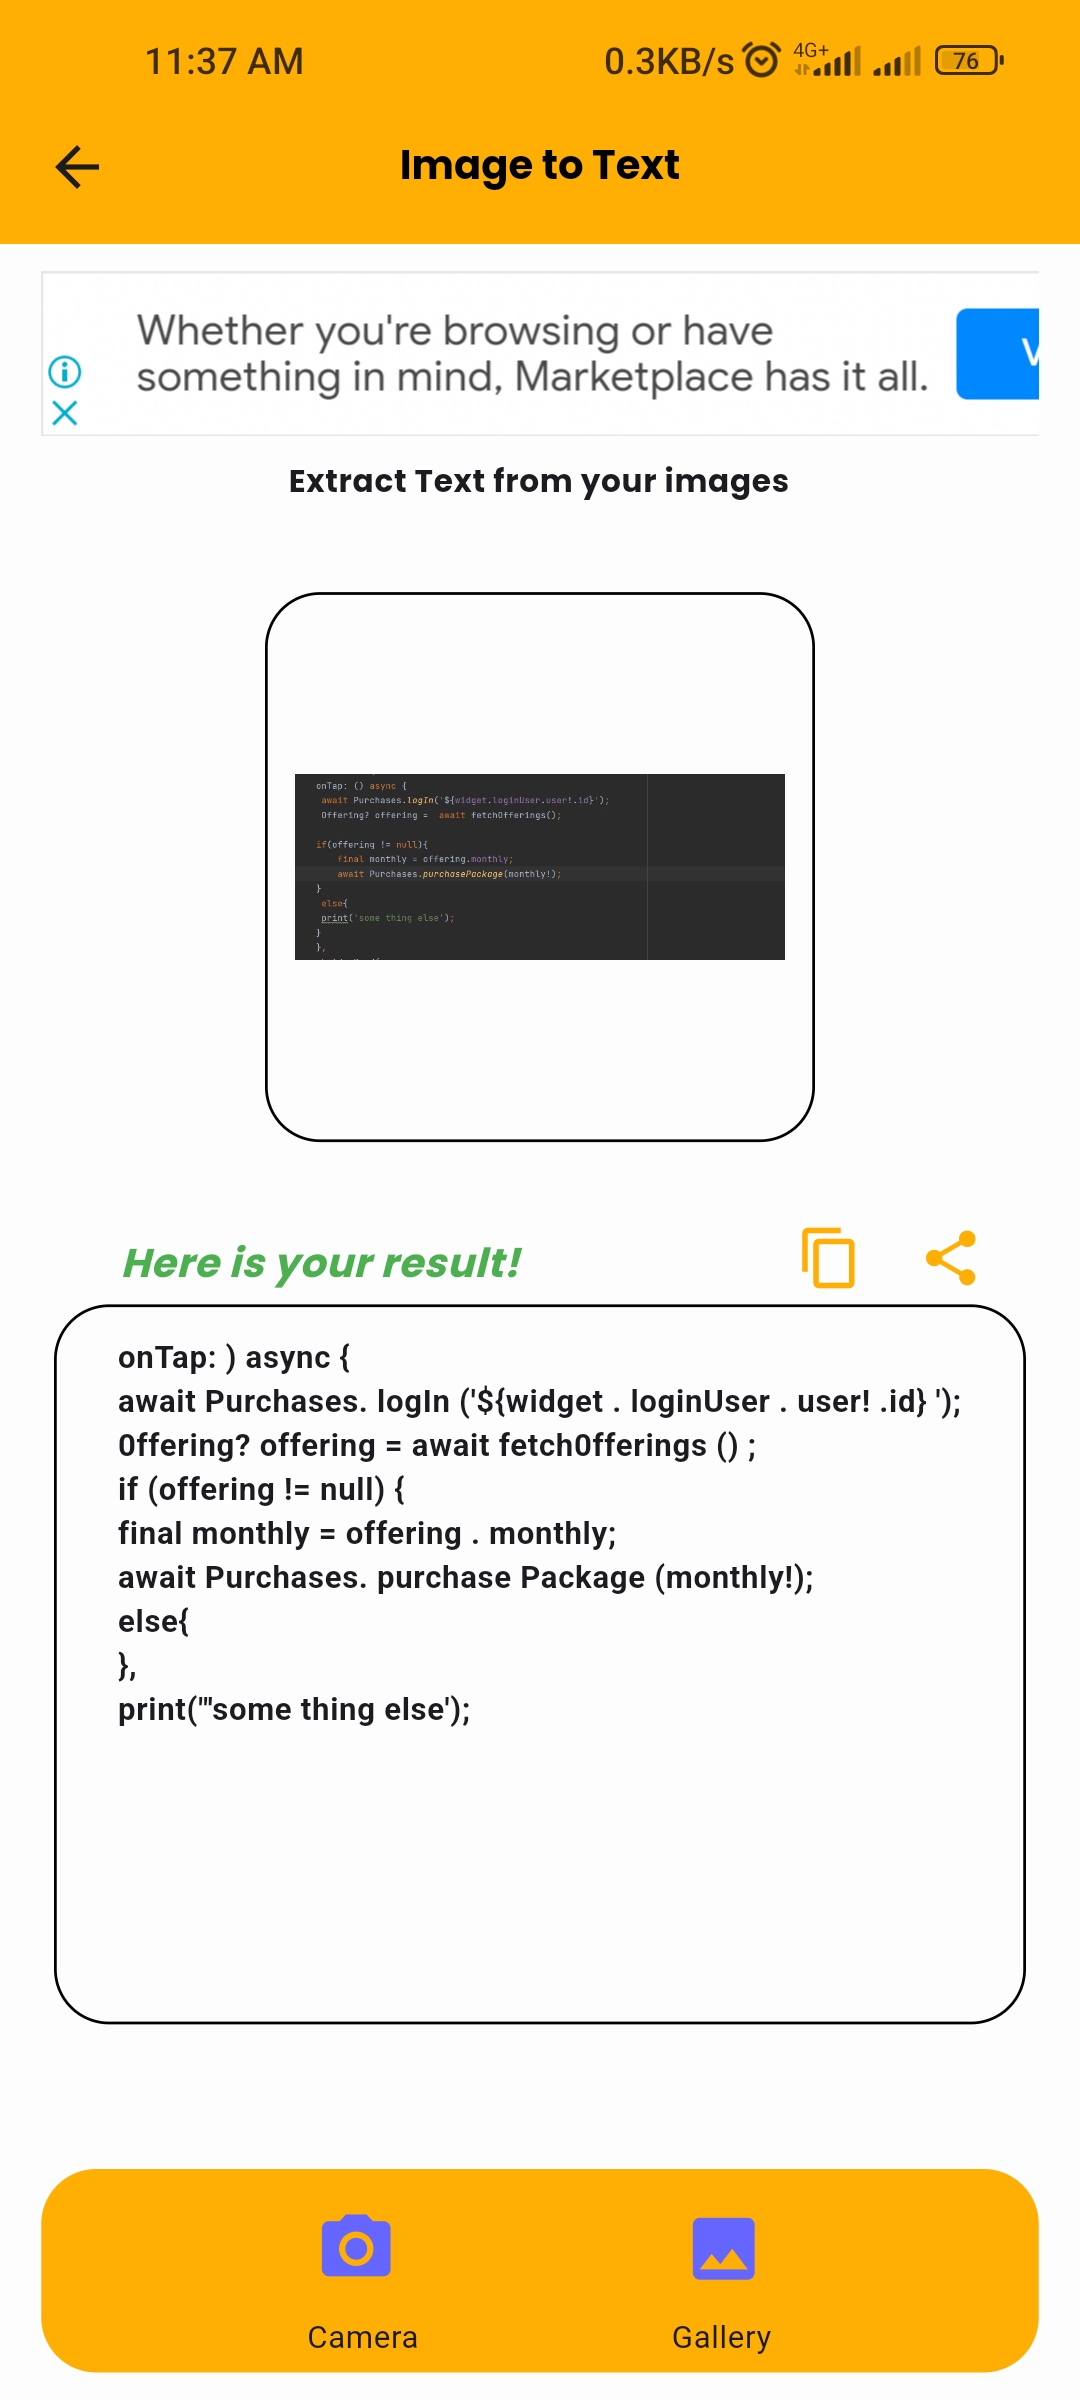 11:37 AM
0.3KB/s 4G+ 76
Image to Text
Whether you're browsing or have
something in mind, Marketplace has it all.
V
Extract Text from your images
onTap: () async {
await Purchases.logIn('${widget.loginUser.user!.id}');
Offering? offering =  await fetchOfferings();
if(offering != null){
final monthly = offering.monthly;
await Purchases.purchasePackage(monthly!);
}
else{
print('some thing else');
}
},
Here is your result!
onTap: ) async {
await Purchases. logIn ('${widget . loginUser . user! .id} ');
0ffering? offering = await fetch0fferings () ;
if (offering != null) {
final monthly = offering . monthly;
await Purchases. purchase Package (monthly!);
else{
},
print("'some thing else');
Camera
Gallery